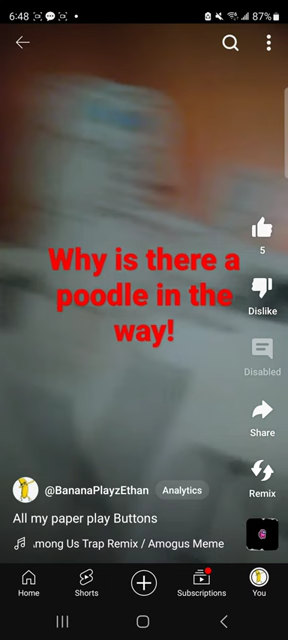 6:48
87%
Why is there a
poodle in the
way!
5
Dislike
Disabled
Share
Remix
@BananaPlayzEthan Analytics
All my paper play Buttons
.mong Us Trap Remix / Amogus Meme
Home Shorts Subscriptions You